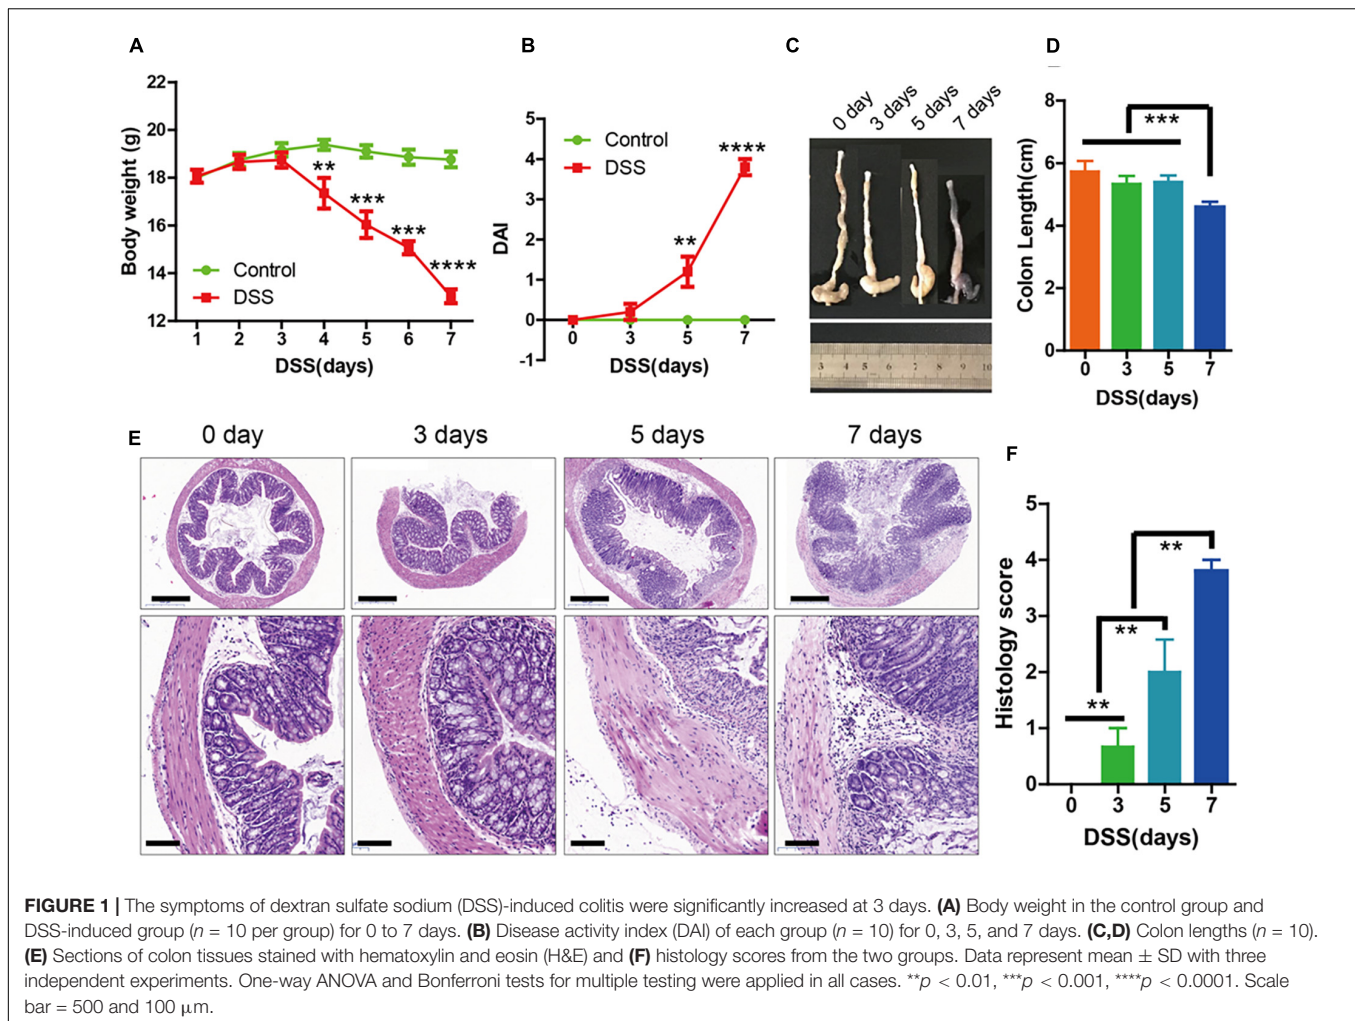 A
Body weight (g)
22
20
18
16
14
12
** *** *** ****
Control
DSS
1 2 3 4 5 6 7
DSS(days)
B
DAI
5
4
3
2
1
0
-1
Control
DSS
** ****
0 3 5 7
DSS(days)
C
0 day 3 days 5 days 7 days
3 4 5 6 7 8 9 10
D
Colon Length(cm)
8
6
4
2
0
***
0 3 5 7
DSS(days)
E
0 day 3 days 5 days 7 days
F
Histology score
5
4
3
2
1
0
** ** **
0 3 5 7
DSS(days)
FIGURE 1 | The symptoms of dextran sulfate sodium (DSS)-induced colitis were significantly increased at 3 days. (A) Body weight in the control group and
DSS-induced group (n = 10 per group) for 0 to 7 days. (B) Disease activity index (DAI) of each group (n = 10) for 0, 3, 5, and 7 days. (C,D) Colon lengths (n = 10).
(E) Sections of colon tissues stained with hematoxylin and eosin (H&E) and (F) histology scores from the two groups. Data represent mean ± SD with three
independent experiments. One-way ANOVA and Bonferroni tests for multiple testing were applied in all cases. **p < 0.01, ***p < 0.001, ****p < 0.0001. Scale
bar = 500 and 100 μm.